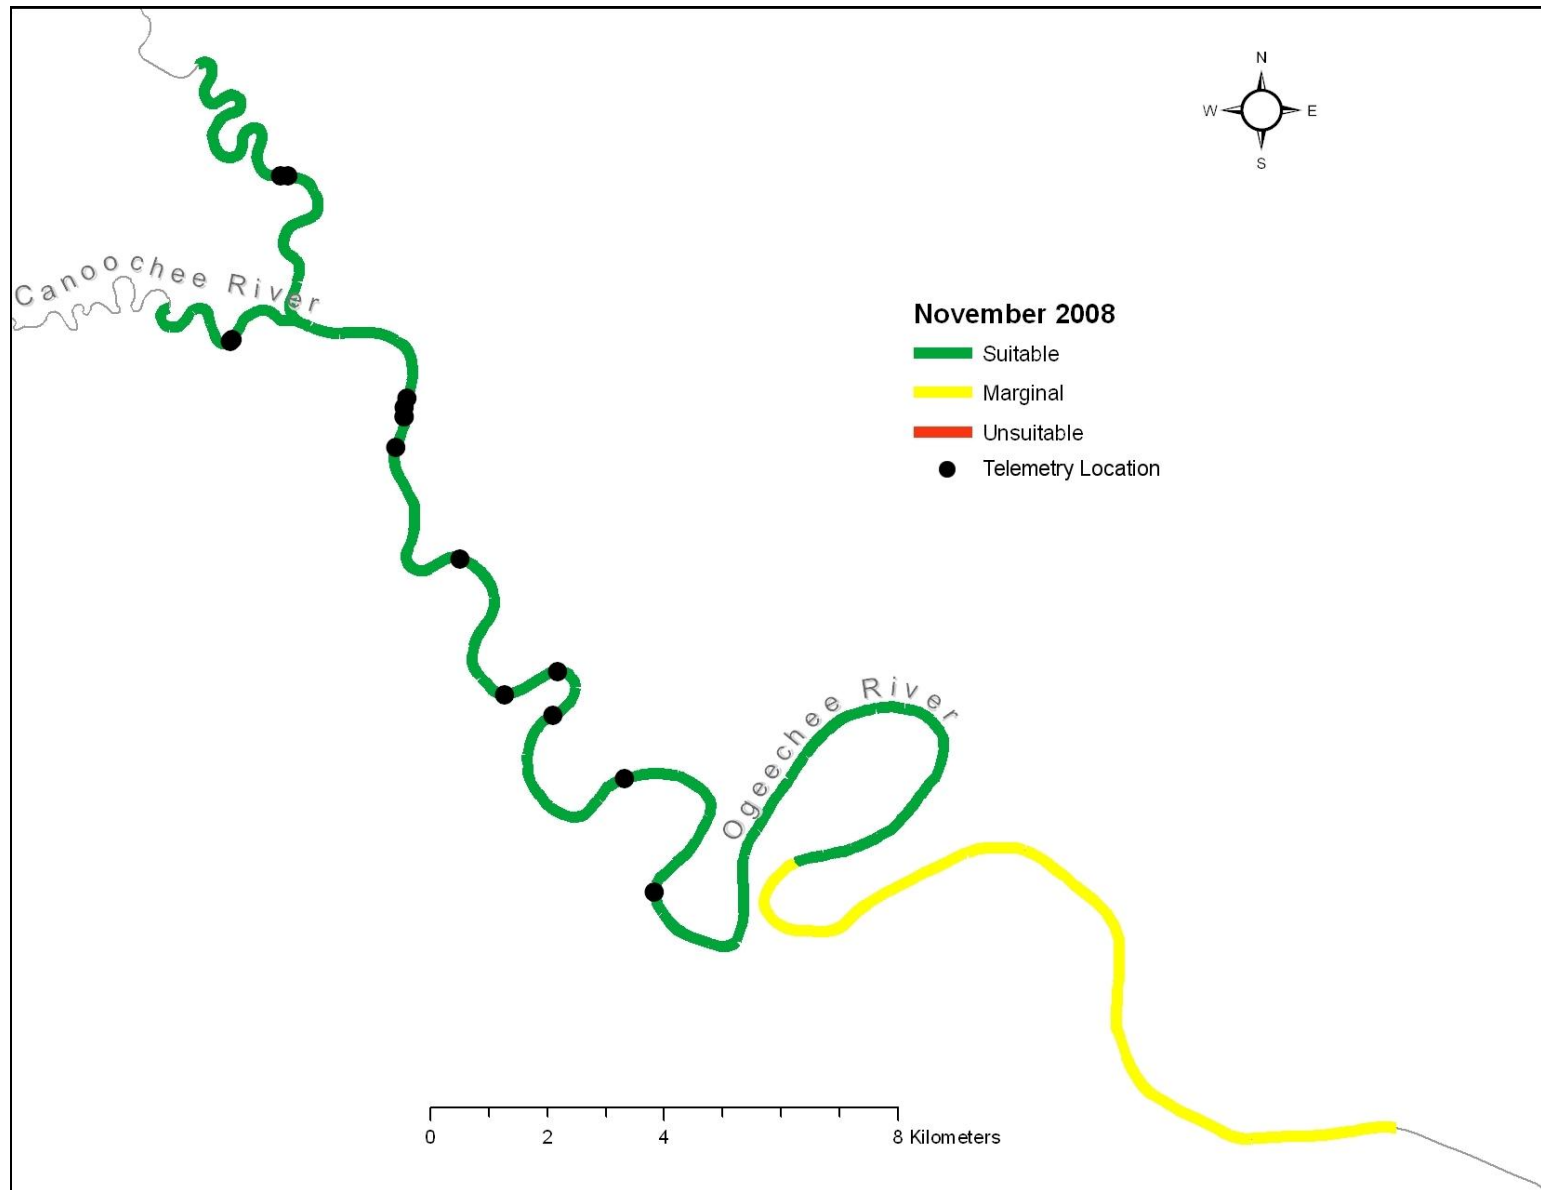 N
W E
S
Canoochee River
November 2008
Suitable
Marginal
Unsuitable
Telemetry Location
Ogeechee River
0 2 4 8 Kilometers